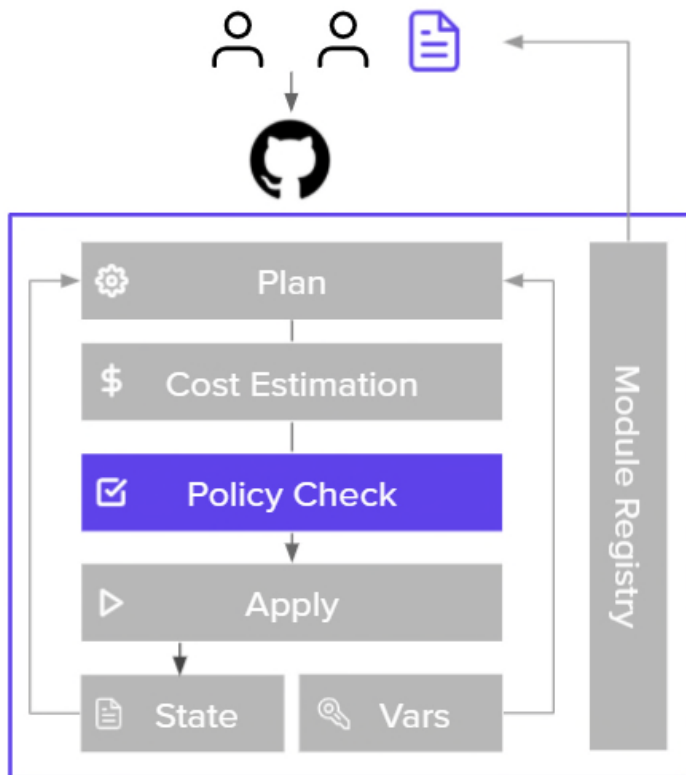 Plan
Cost Estimation
Policy Check
Apply
State
Vars
Module Registry